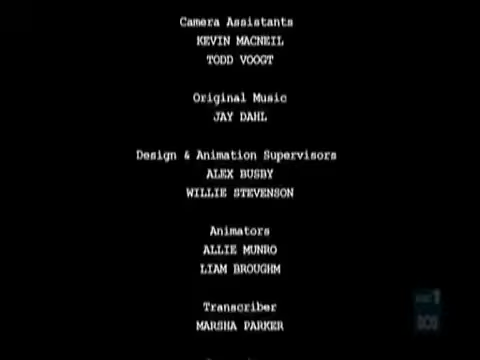 Camera Assistants
KEVIN MACNEIL
TODD VOOGT
Original Music
JAY DAHL
Design & Animation Supervisors
ALEX BUSBY
WILLIE STEVENSON
Animators
ALLIE MUNRO
LIAM BROUGHM
Transcriber
MARSHA PARKER